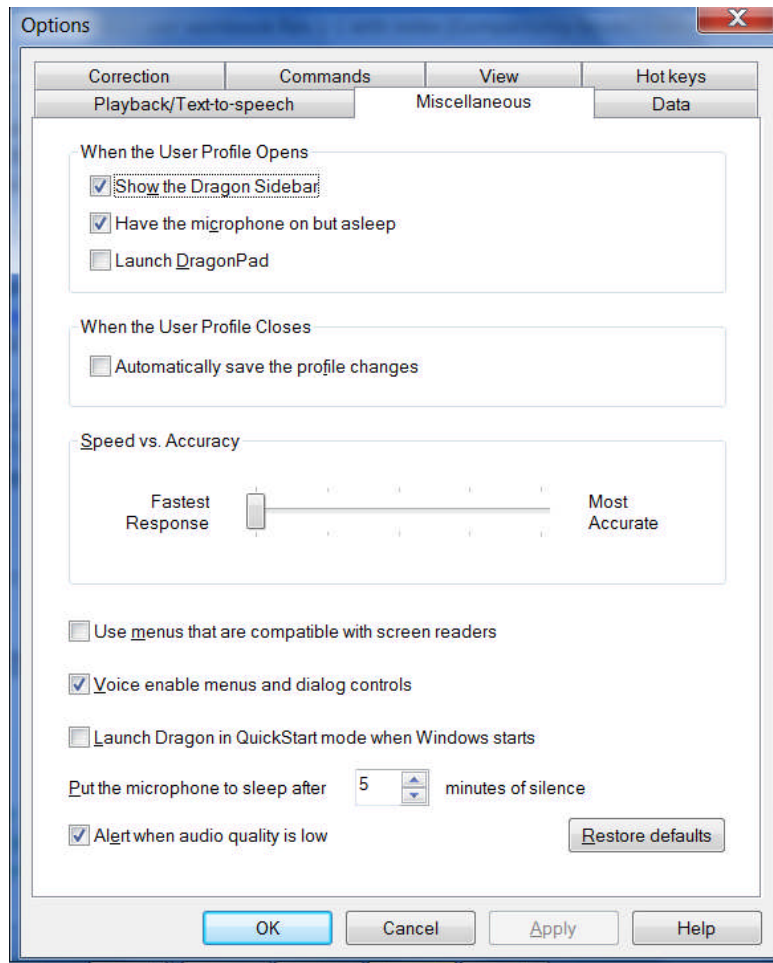 Options
Correction Commands View Hot keys
Playback/Text-to-speech Miscellaneous Data
When the User Profile Opens
Show the Dragon Sidebar
Have the microphone on but asleep
Launch DragonPad
When the User Profile Closes
Automatically save the profile changes
Speed vs. Accuracy
Fastest
Response
Most
Accurate
Use menus that are compatible with screen readers
Voice enable menus and dialog controls
Launch Dragon in QuickStart mode when Windows starts
Put the microphone to sleep after 5 minutes of silence
Alert when audio quality is low Restore defaults
OK Cancel Apply Help